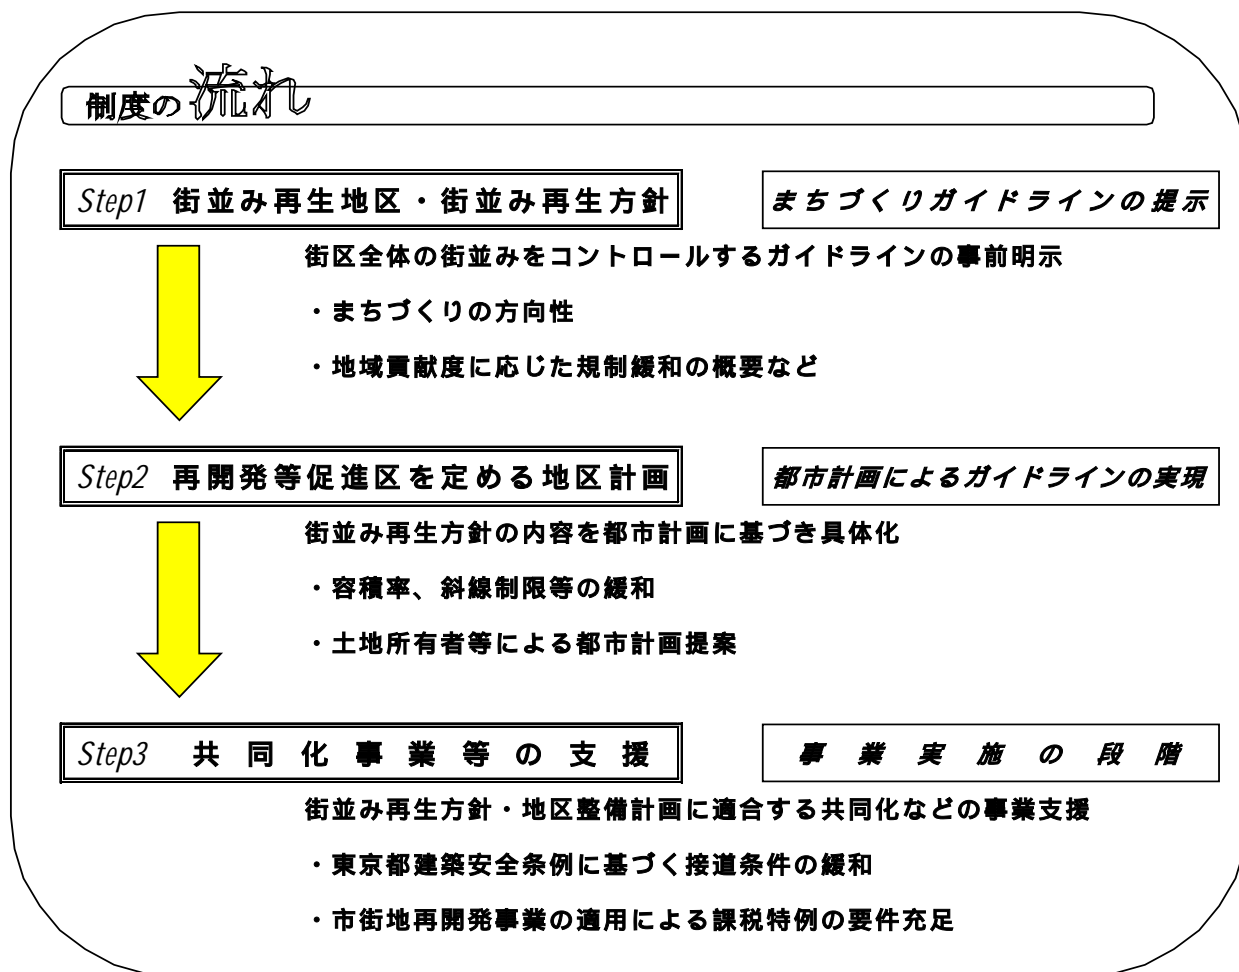 制度の流れ
Step1 街並み再生地区・街並み再生方針
まちづくりガイドラインの提示
街区全体の街並みをコントロールするガイドラインの事前明示
・まちづくりの方向性
・地域貢献度に応じた規制緩和の概要など
Step2 再開発等促進区を定める地区計画
都市計画によるガイドラインの実現
街並み再生方針の内容を都市計画に基づき具体化
・容積率、斜線制限等の緩和
・土地所有者等による都市計画提案
Step3 共同化事業等の支援
事業実施の段階
街並み再生方針・地区整備計画に適合する共同化などの事業支援
・東京都建築安全条例に基づく接道条件の緩和
・市街地再開発事業の適用による課税特例の要件充足